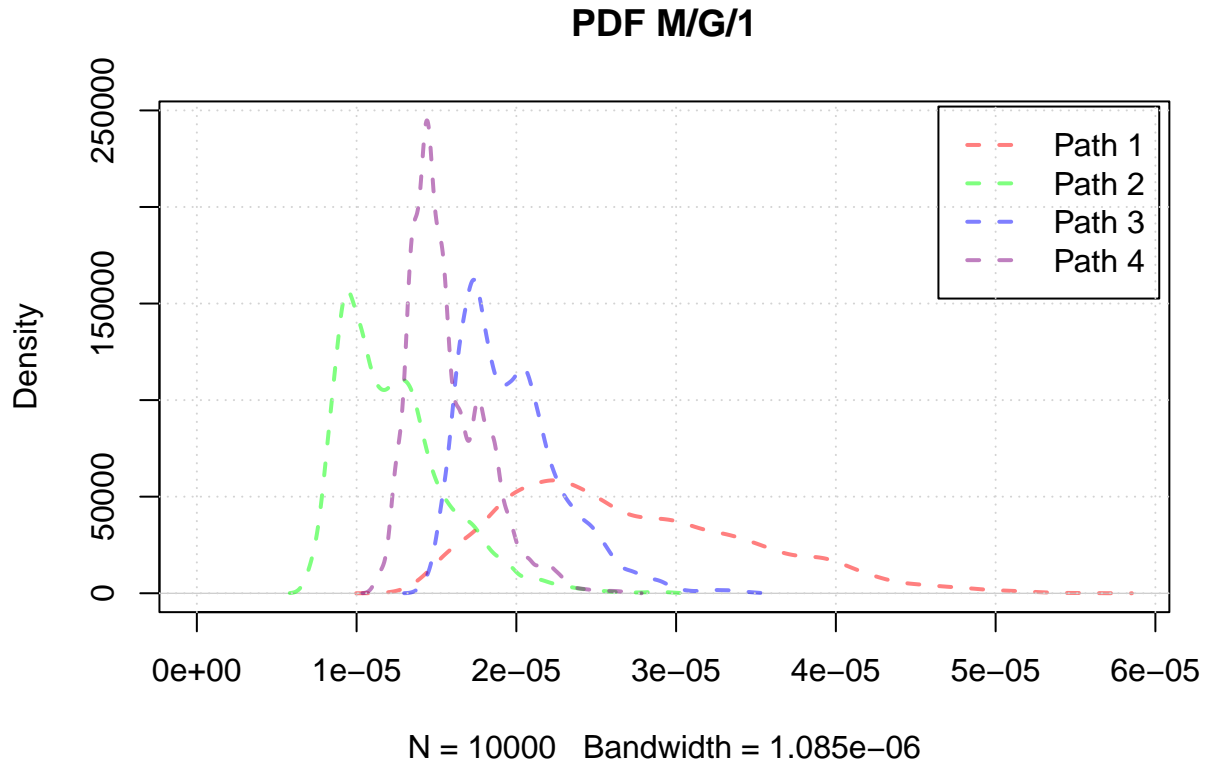 PDF M/G/1
Density
250000
150000
50000
0
Path 1
Path 2
Path 3
Path 4
0e+00 1e−05 2e−05 3e−05 4e−05 5e−05 6e−05
N = 10000 Bandwidth = 1.085e−06